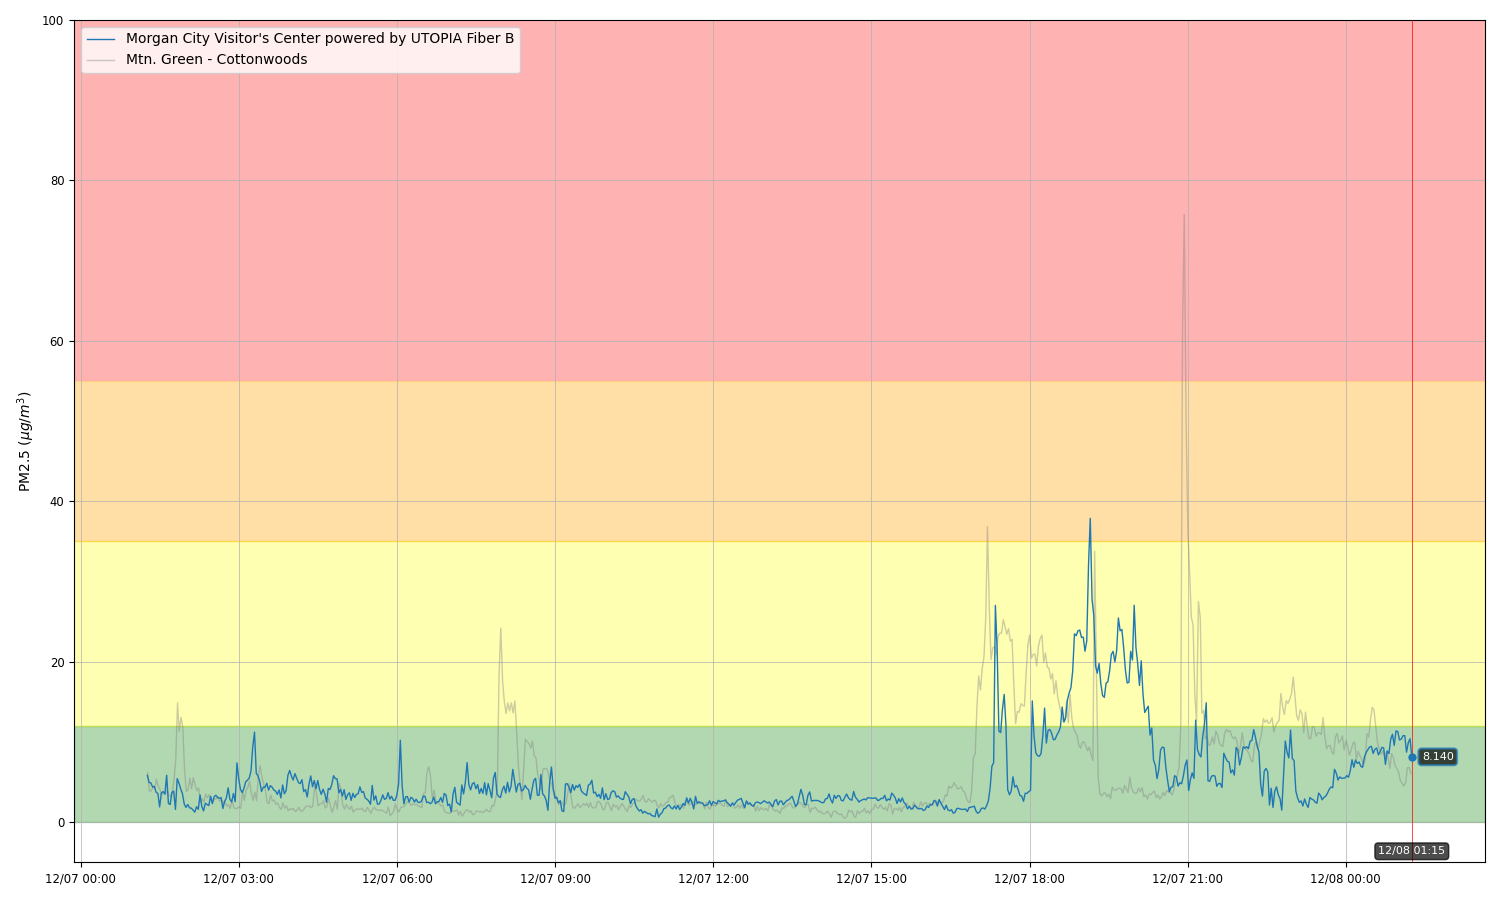 100
Morgan City Visitor's Center powered by UTOPIA Fiber B
Mtn. Green - Cottonwoods
80
60
PM2.5 (μg/m³)
40
20
8.140
0
12/08 01:15
12/07 00:00 12/07 03:00 12/07 06:00 12/07 09:00 12/07 12:00 12/07 15:00 12/07 18:00 12/07 21:00 12/08 00:00